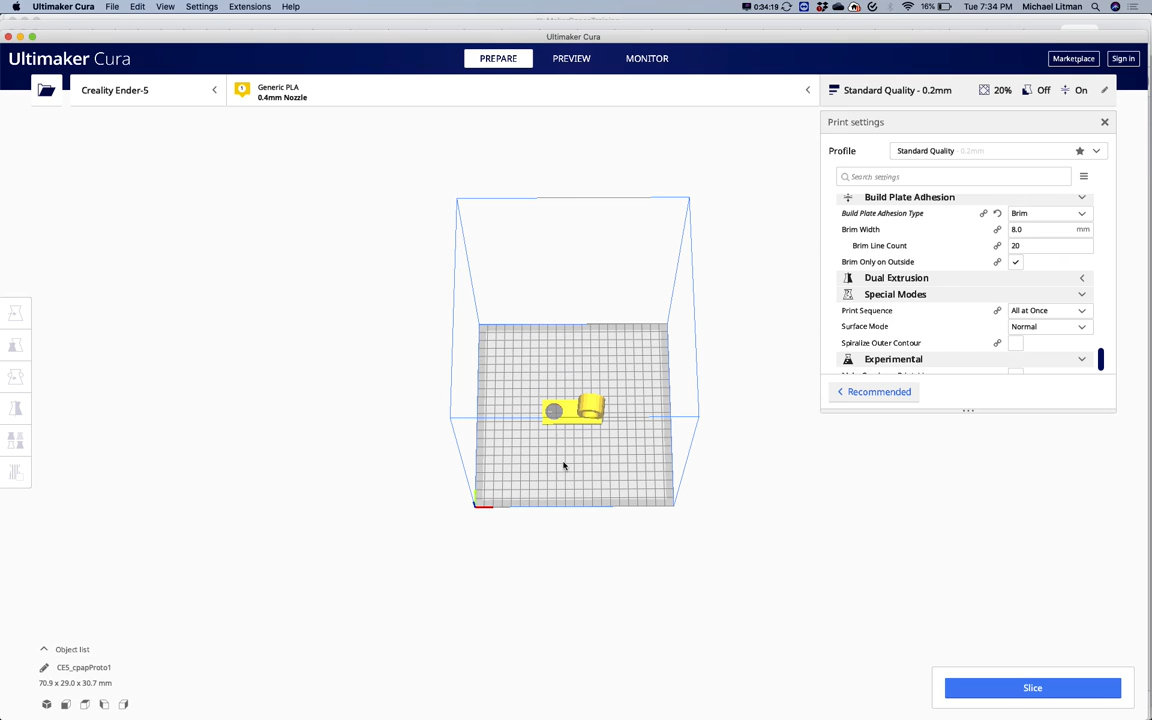 Ultimaker Cura File Edit View Settings Extensions Help 0:34:19 16% Tue 7:34 PM Michael Litman
Ultimaker Cura
Ultimaker Cura PREPARE PREVIEW MONITOR Marketplace Sign in
Creality Ender-5 Generic PLA Standard Quality - 0.2mm 20% Off On
0.4mm Nozzle
Print settings
Profile Standard Quality - 0.2mm
Search settings
Build Plate Adhesion
Build Plate Adhesion Type Brim
Brim Width 8.0 mm
Brim Line Count 20
Brim Only on Outside
Dual Extrusion
Special Modes
Print Sequence All at Once
Surface Mode Normal
Spiralize Outer Contour
Experimental
Recommended
Object list
CE5_cpapProto1
70.9 x 29.0 x 30.7 mm
Slice